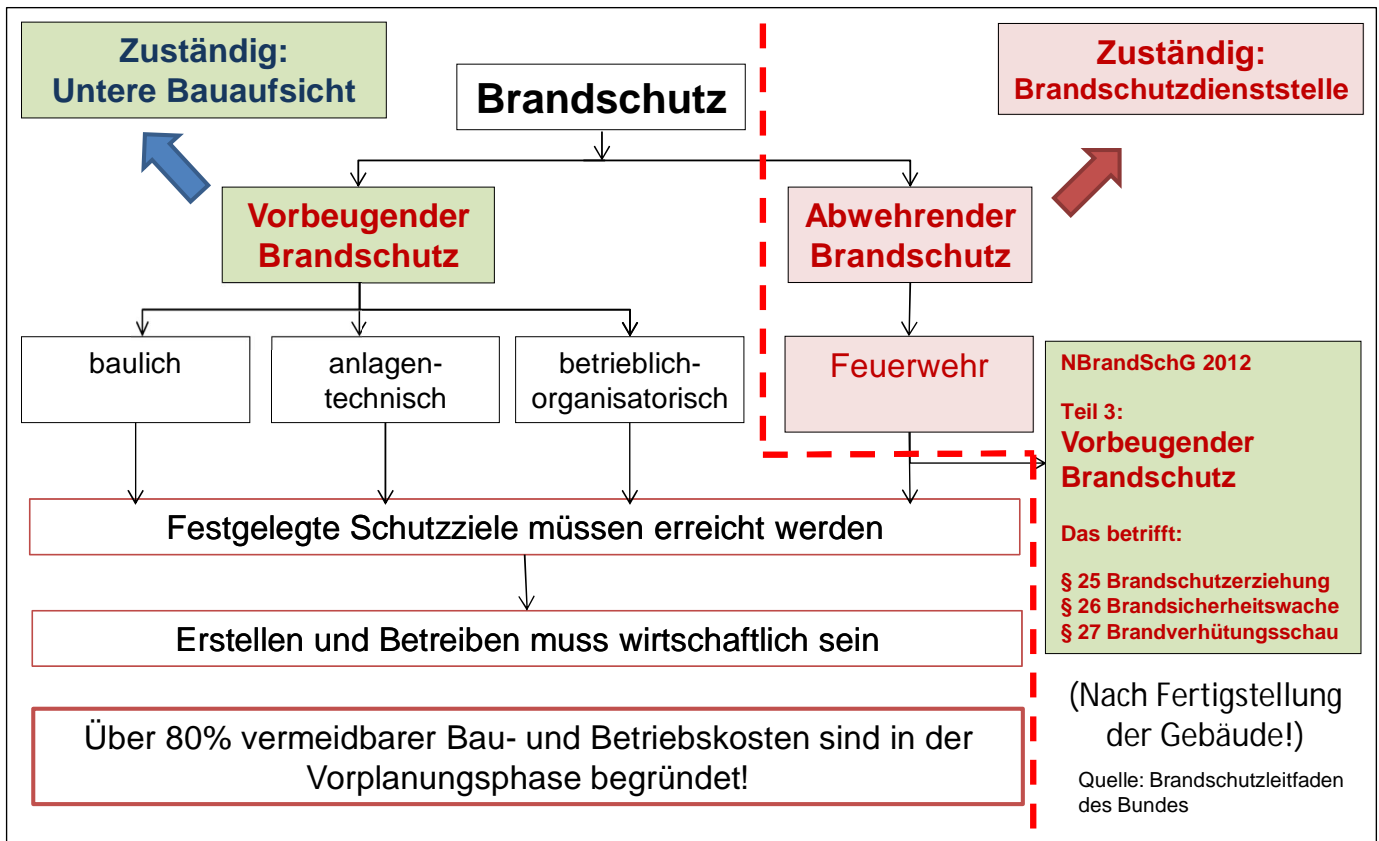 Zuständig:
Untere Bauaufsicht
Brandschutz
Zuständig:
Brandschutzdienststelle
Vorbeugender
Brandschutz
Abwehrender
Brandschutz
baulich
anlagen-
technisch
betrieblich-
organisatorisch
Feuerwehr
NBrandSchG 2012
Teil 3:
Vorbeugender
Brandschutz
Das betrifft:
§ 25 Brandschutzerziehung
§ 26 Brandsicherheitswache
§ 27 Brandverhütungsschau
Festgelegte Schutzziele müssen erreicht werden
Erstellen und Betreiben muss wirtschaftlich sein
Über 80% vermeidbarer Bau- und Betriebskosten sind in der
Vorplanungsphase begründet!
(Nach Fertigstellung
der Gebäude!)
Quelle: Brandschutzleitfaden
des Bundes